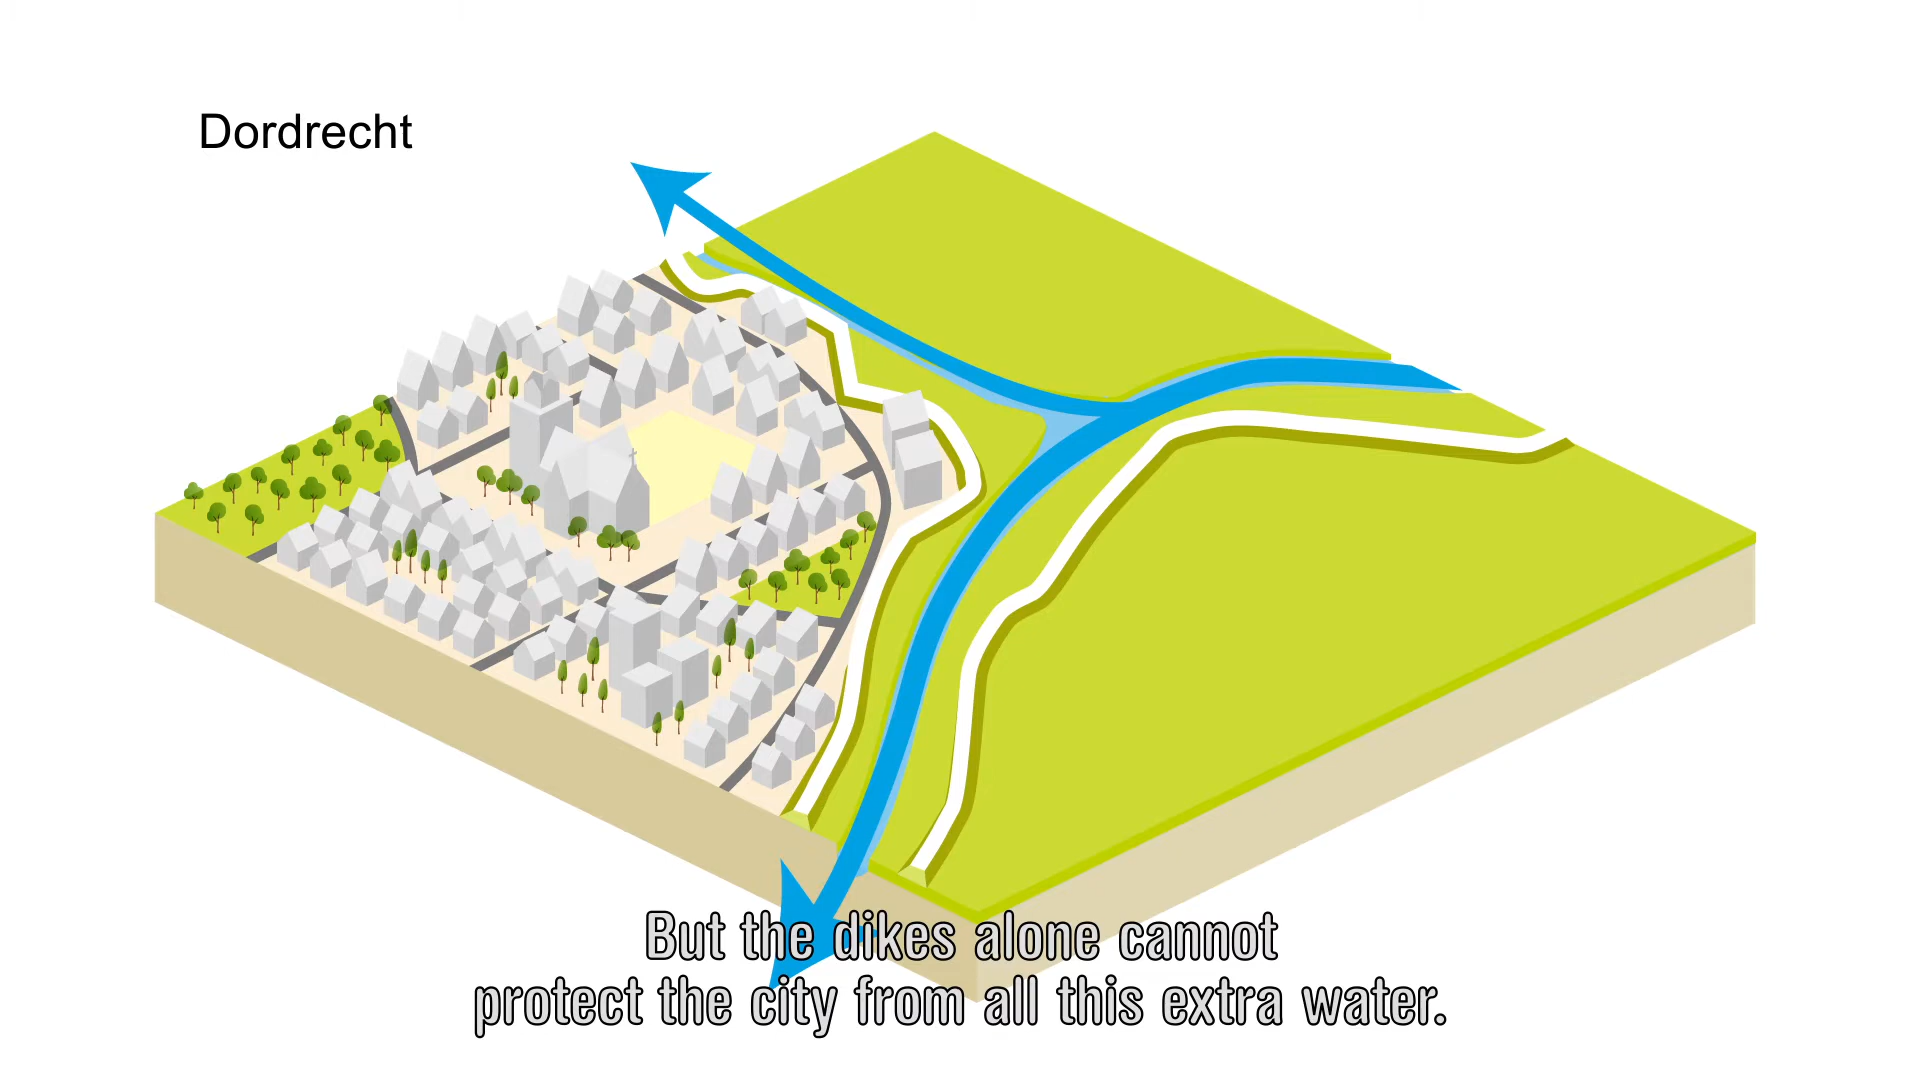 Dordrecht
But the dikes alone cannot
protect the city from all this extra water.